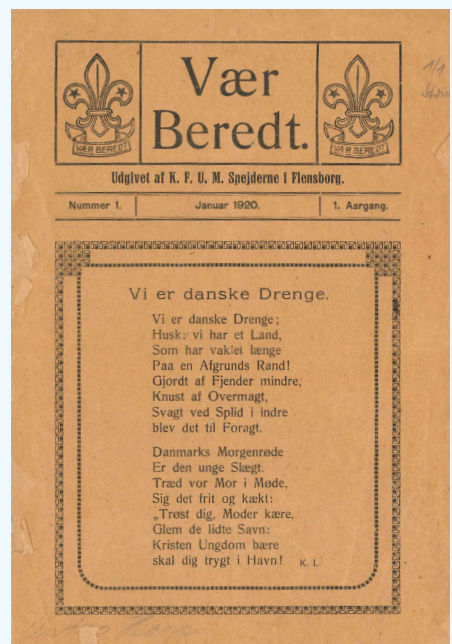 Vær
Beredt.
VÆR BEREDT
VÆR BEREDT
Udgivet af K. F. U. M. Spejderne i Flensborg.
Nummer 1. Januar 1920. 1. Aargang.
Vi er danske Drenge.
Vi er danske Drenge;
Husk: vi har et Land,
Som har vaklet længe
Paa en Afgrunds Rand!
Gjordt af Fjender mindre,
Knust af Overmagt,
Svagt ved Splid i indre
blev det til Foragt.
Danmarks Morgenrøde
Er den unge Slægt.
Træd vor Mor i Møde,
Sig det frit og kækt:
„Trøst dig, Moder kære,
Glem de lidte Savn:
Kristen Ungdom bære
skal dig trygt i Havn! K. L.
1/1